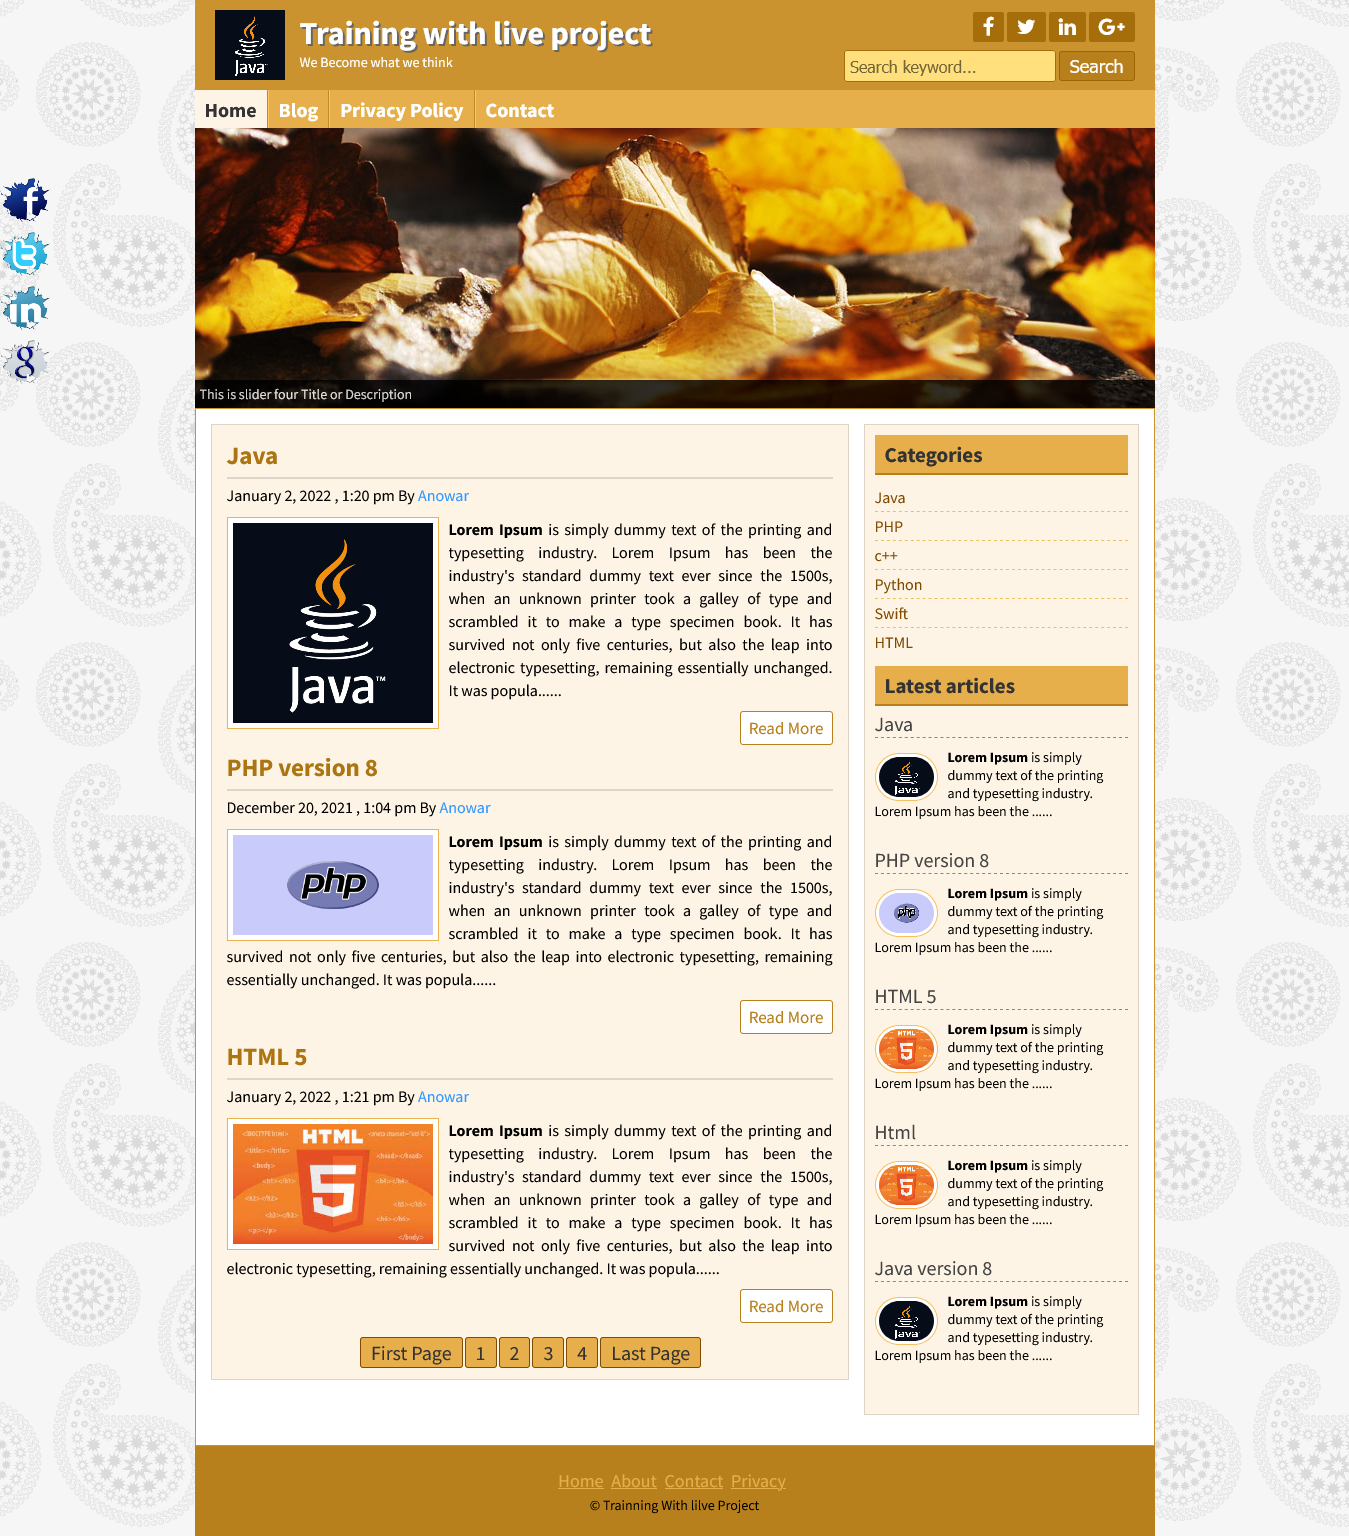 Java
Training with live project
We Become what we think
Search keyword...
Search
Home
Blog
Privacy Policy
Contact
This is slider four Title or Description
Java
January 2, 2022 , 1:20 pm By Anowar
Java™
Lorem Ipsum is simply dummy text of the printing and
typesetting industry. Lorem Ipsum has been the
industry's standard dummy text ever since the 1500s,
when an unknown printer took a galley of type and
scrambled it to make a type specimen book. It has
survived not only five centuries, but also the leap into
electronic typesetting, remaining essentially unchanged.
It was popula......
Read More
PHP version 8
December 20, 2021 , 1:04 pm By Anowar
php
Lorem Ipsum is simply dummy text of the printing and
typesetting industry. Lorem Ipsum has been the
industry's standard dummy text ever since the 1500s,
when an unknown printer took a galley of type and
scrambled it to make a type specimen book. It has
survived not only five centuries, but also the leap into electronic typesetting, remaining
essentially unchanged. It was popula......
Read More
HTML 5
January 2, 2022 , 1:21 pm By Anowar
HTML
5
Lorem Ipsum is simply dummy text of the printing and
typesetting industry. Lorem Ipsum has been the
industry's standard dummy text ever since the 1500s,
when an unknown printer took a galley of type and
scrambled it to make a type specimen book. It has
survived not only five centuries, but also the leap into
electronic typesetting, remaining essentially unchanged. It was popula......
Read More
First Page 1 2 3 4 Last Page
Categories
Java
PHP
c++
Python
Swift
HTML
Latest articles
Java
Java
Lorem Ipsum is simply
dummy text of the printing
and typesetting industry.
Lorem Ipsum has been the ......
PHP version 8
php
Lorem Ipsum is simply
dummy text of the printing
and typesetting industry.
Lorem Ipsum has been the ......
HTML 5
HTML
5
Lorem Ipsum is simply
dummy text of the printing
and typesetting industry.
Lorem Ipsum has been the ......
Html
HTML
5
Lorem Ipsum is simply
dummy text of the printing
and typesetting industry.
Lorem Ipsum has been the ......
Java version 8
Java
Lorem Ipsum is simply
dummy text of the printing
and typesetting industry.
Lorem Ipsum has been the ......
Home About Contact Privacy
© Trainning With lilve Project